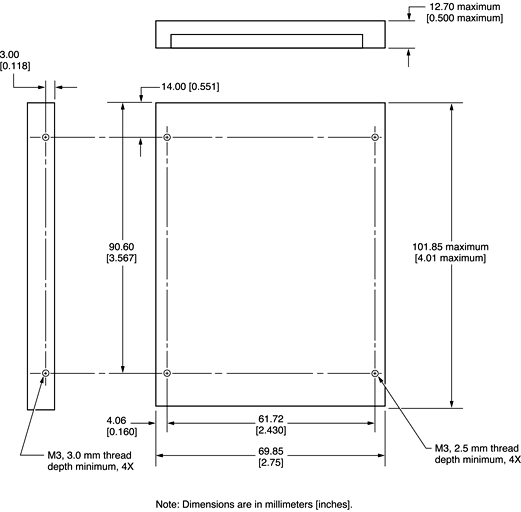 12.70 maximum
[0.500 maximum]
3.00
[0.118]
14.00 [0.551]
90.60
[3.567]
101.85 maximum
[4.01 maximum]
4.06
[0.160]
61.72
[2.430]
69.85
[2.75]
M3, 3.0 mm thread
depth minimum, 4X
M3, 2.5 mm thread
depth minimum, 4X
Note: Dimensions are in millimeters [inches].